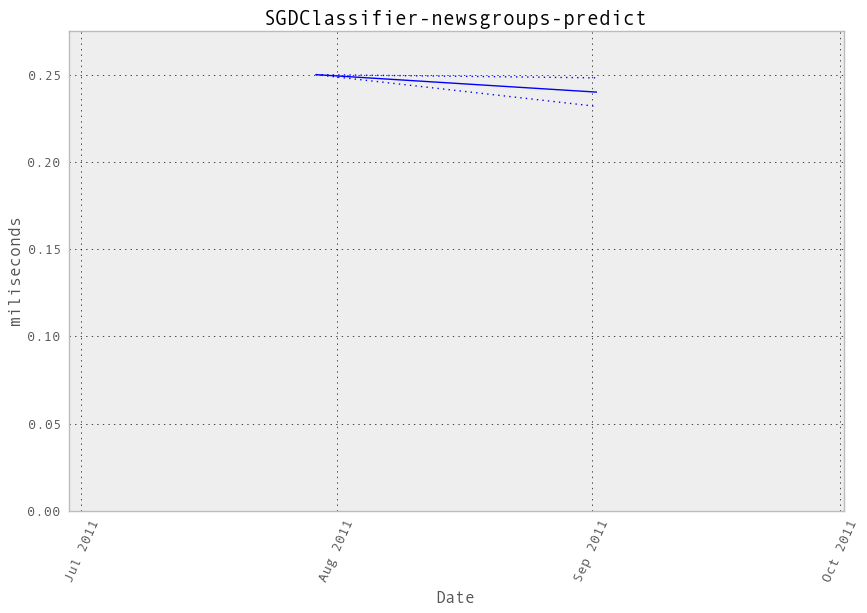 SGDClassifier-newsgroups-predict
0.25
0.20
0.15
0.10
0.05
0.00
miliseconds
Jul 2011
Aug 2011
Sep 2011
Oct 2011
Date